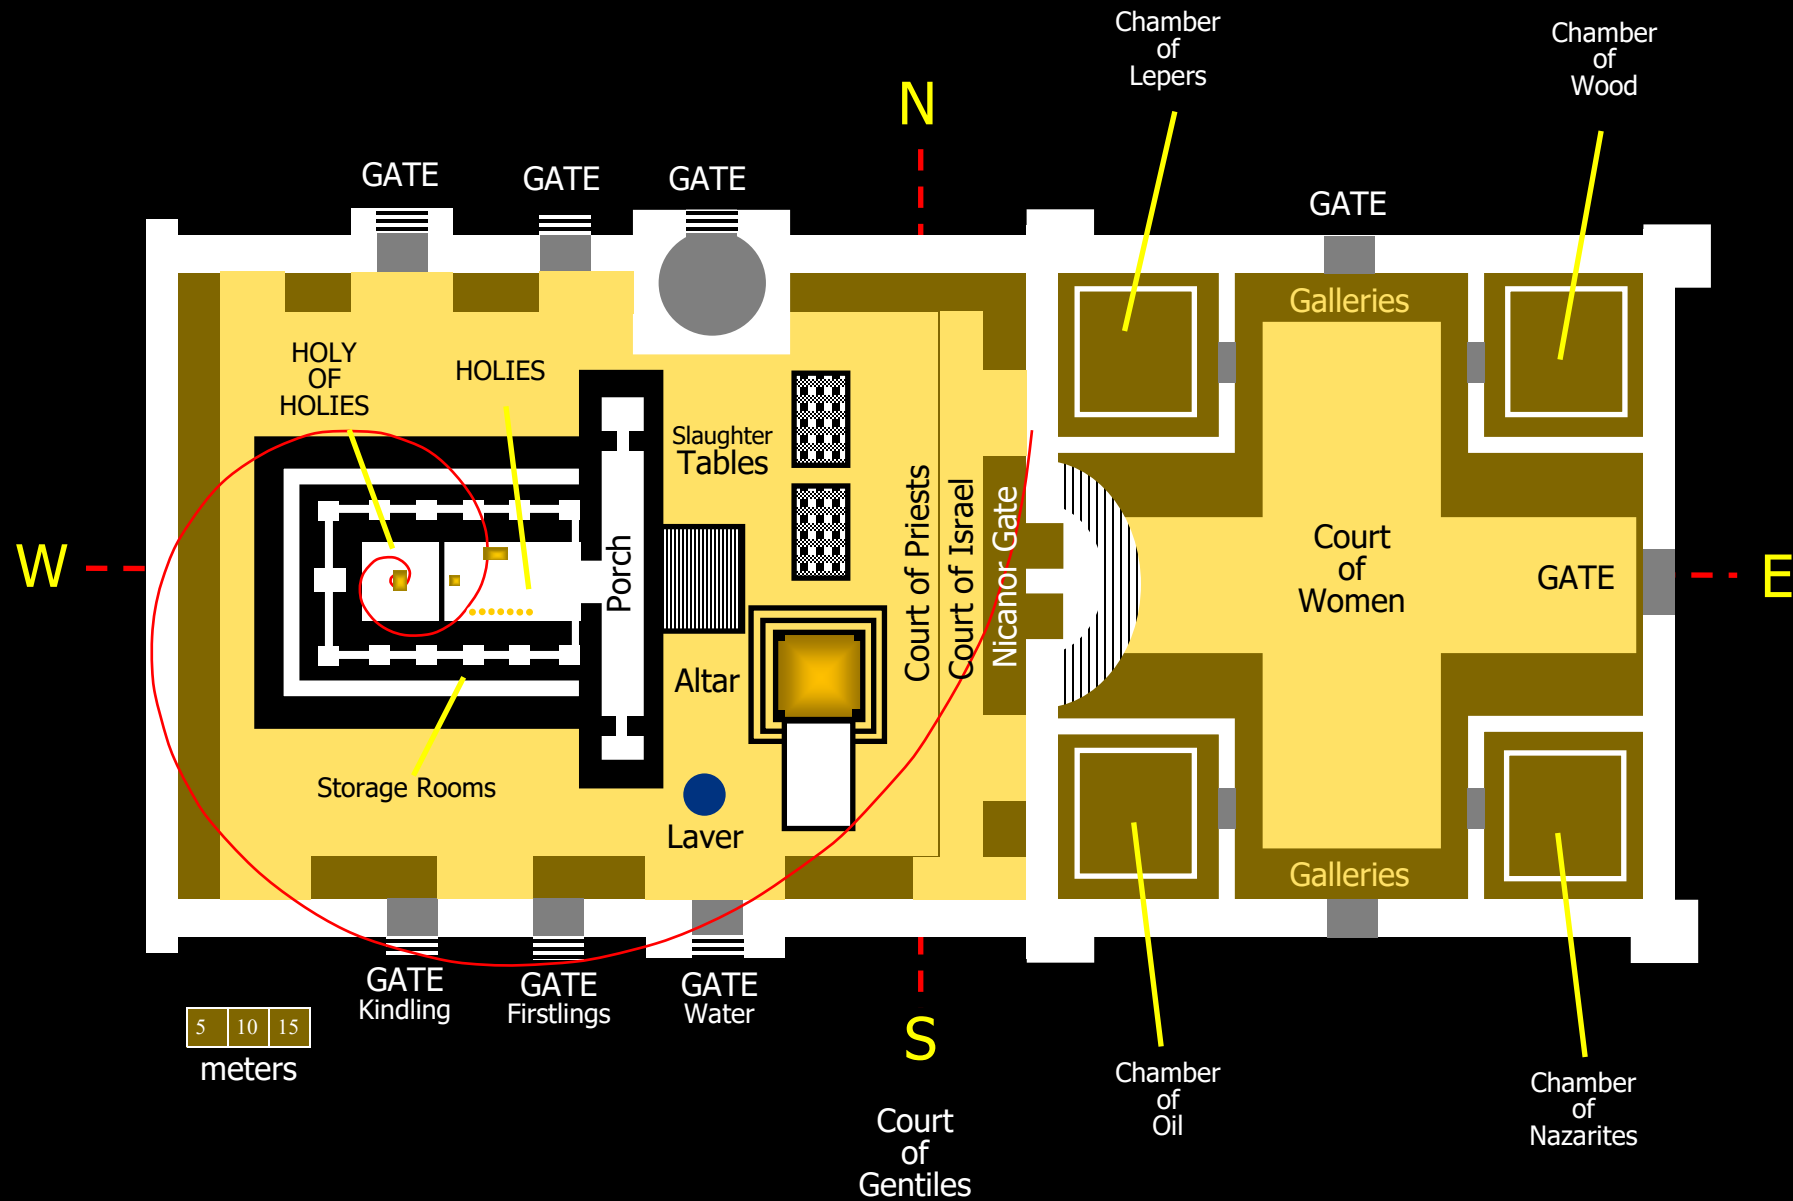 Chamber
of
Lepers
Chamber
of
Wood
N
GATE
GATE
GATE
GATE
Galleries
HOLY
OF
HOLIES
HOLIES
Slaughter
Tables
Court of Priests
Court of Israel
Nicanor Gate
Porch
W
Court
of
Women
GATE
E
Altar
Storage Rooms
Laver
Galleries
GATE
Kindling
GATE
Firstlings
GATE
Water
5 10 15
meters
S
Chamber
of
Oil
Chamber
of
Nazarites
Court
of
Gentiles